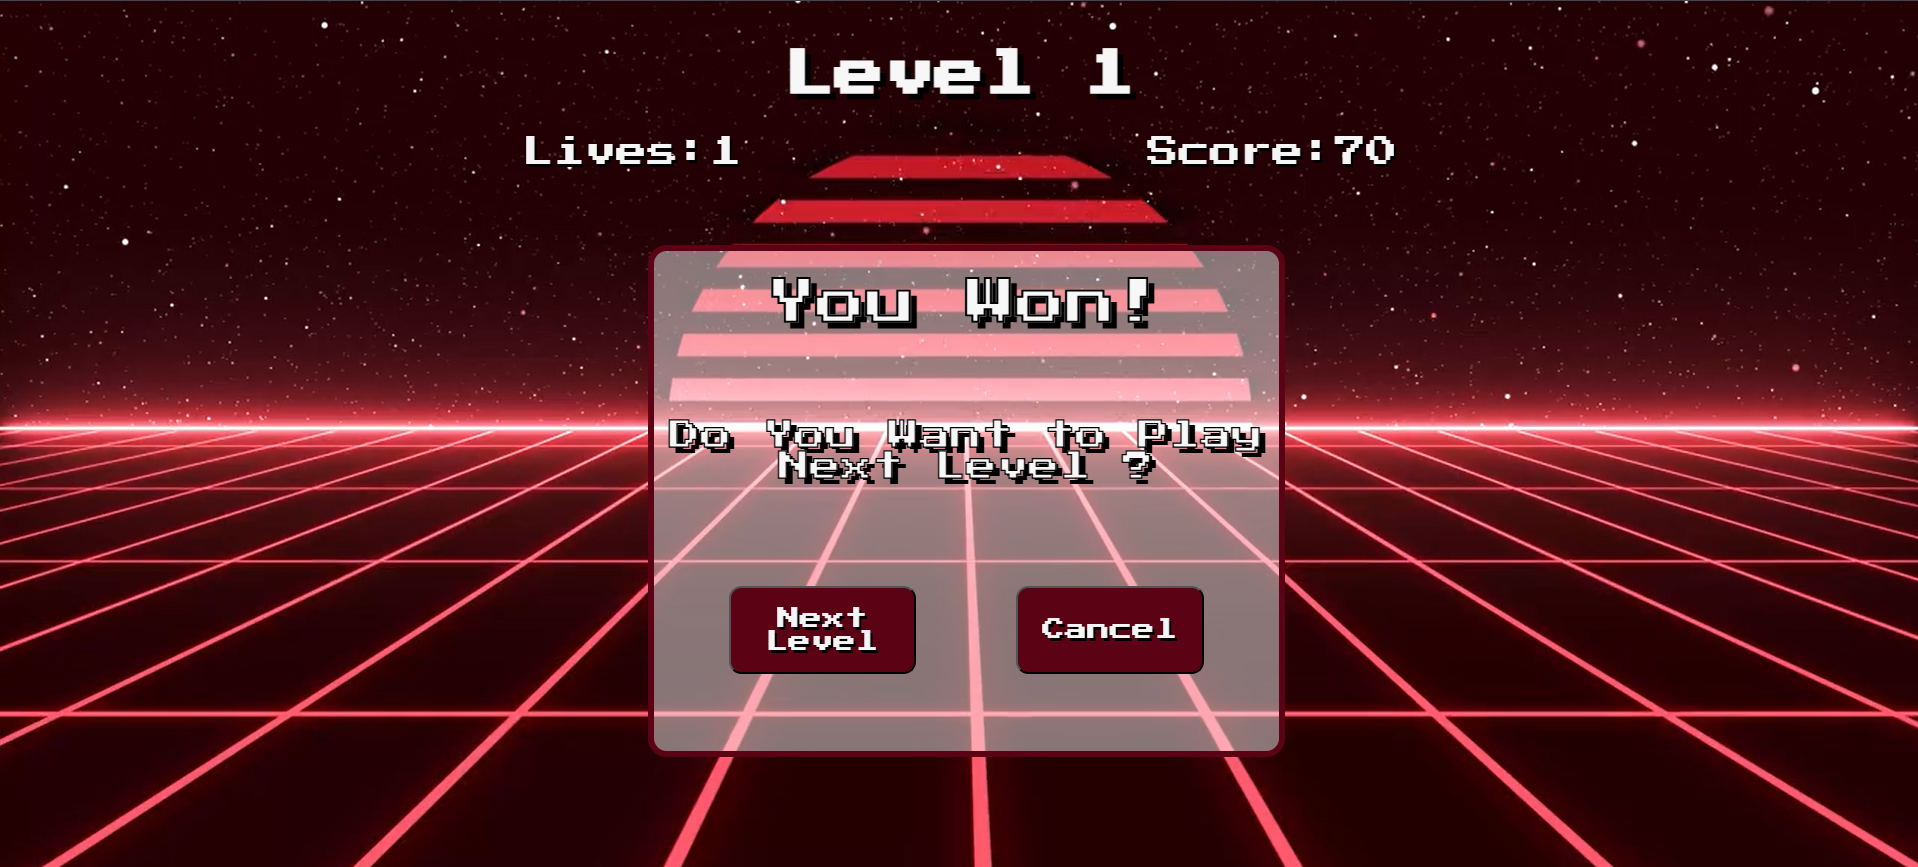 Level 1
Lives:1
Score:70
You Won!
Do You Want to Play
Next Level ?
Next
Level
Cancel